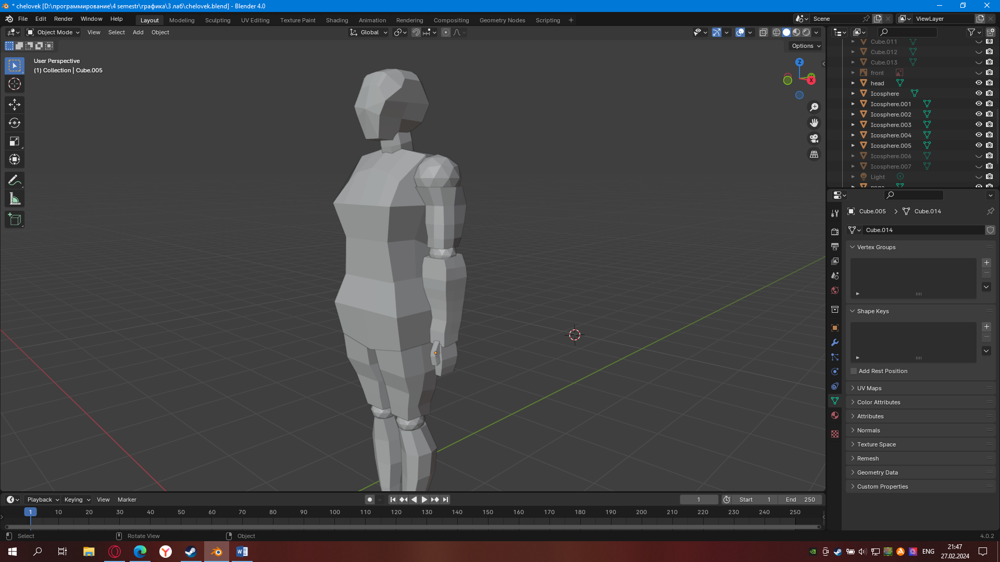 * chelovek [D:\программирование\4 semestr\графика\3 лаб\chelovek.blend] - Blender 4.0
File Edit Render Window Help
Layout Modeling Sculpting UV Editing Texture Paint Shading Animation Rendering Compositing Geometry Nodes Scripting +
Scene
ViewLayer
Object Mode View Select Add Object
Global
Options
User Perspective
(1) Collection | Cube.005
Z
X
Cube.011
Cube.012
Cube.013
front
head
Icosphere
Icosphere.001
Icosphere.002
Icosphere.003
Icosphere.004
Icosphere.005
Icosphere.006
Icosphere.007
Light
Cube.005 > Cube.014
Cube.014
Vertex Groups
Shape Keys
Add Rest Position
UV Maps
Color Attributes
Attributes
Normals
Texture Space
Remesh
Geometry Data
Custom Properties
Playback Keying View Marker
1
Start 1
End 250
1 10 20 30 40 50 60 70 80 90 100 110 120 130 140 150 160 170 180 190 200 210 220 230 240 250
Select
Rotate View
Object
4.0.2
ENG
21:47
27.02.2024